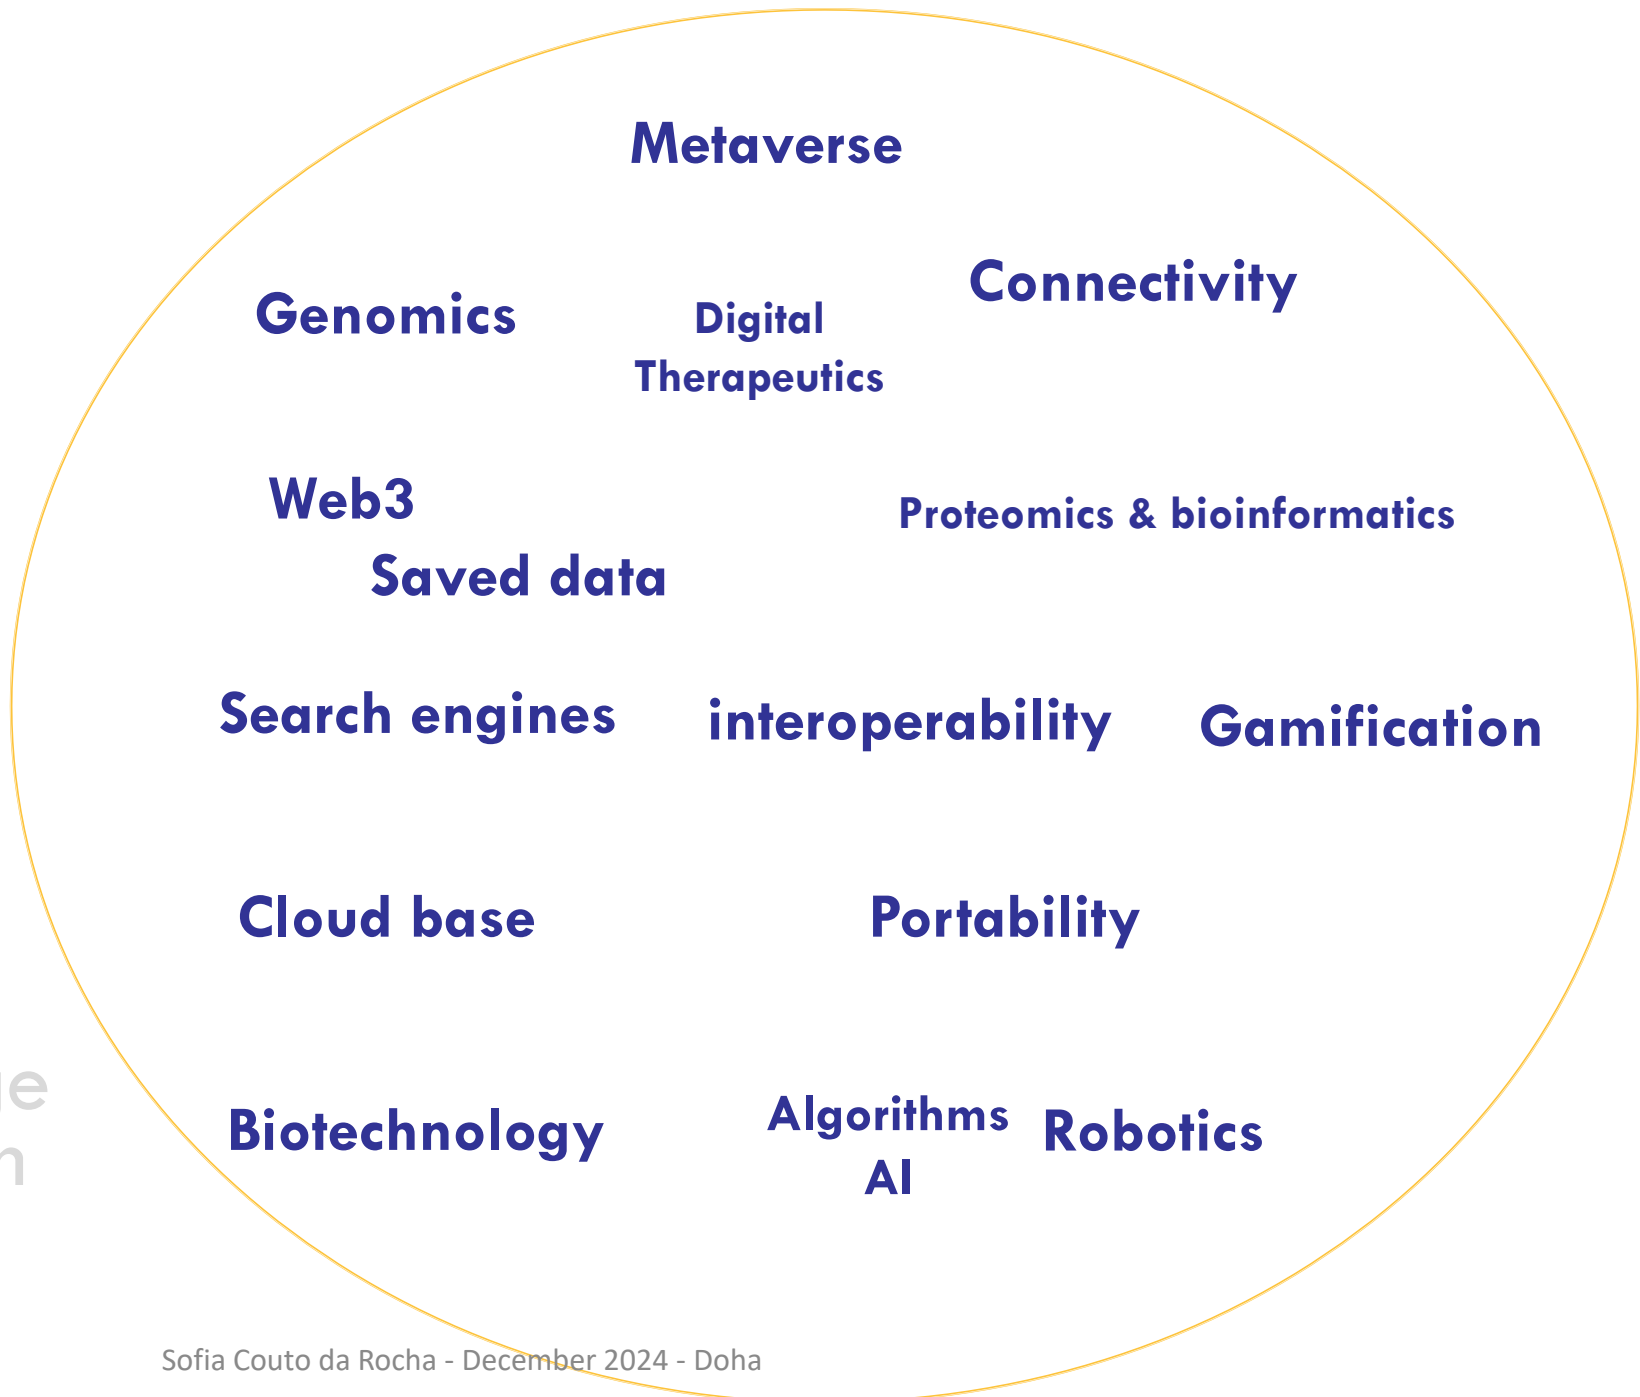 Metaverse
Connectivity
Genomics
Digital
Therapeutics
Web3
Proteomics & bioinformatics
Saved data
Search engines
interoperability
Gamification
Cloud base
Portability
Biotechnology
Algorithms
AI
Robotics
Sofia Couto da Rocha - December 2024 - Doha